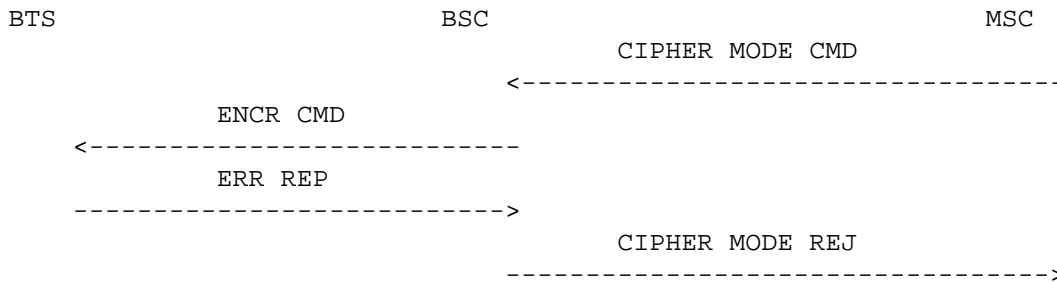 BTS BSC MSC
CIPHER MODE CMD
ENCR CMD
ERR REP
CIPHER MODE REJ